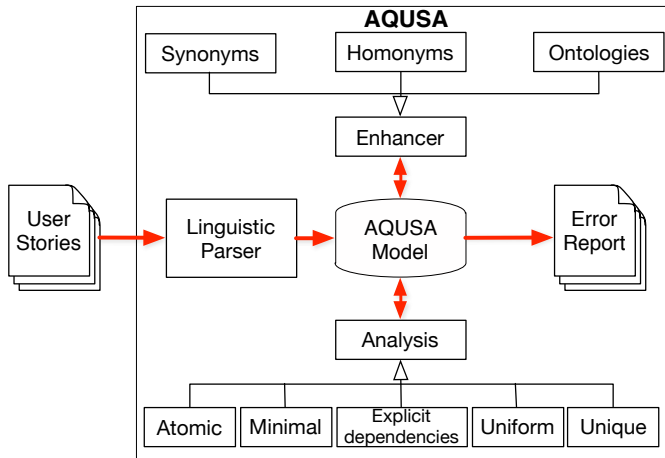 AQUSA
Synonyms
Homonyms
Ontologies
Enhancer
User
Stories
Linguistic
Parser
AQUSA
Model
Error
Report
Analysis
Atomic
Minimal
Explicit
dependencies
Uniform
Unique